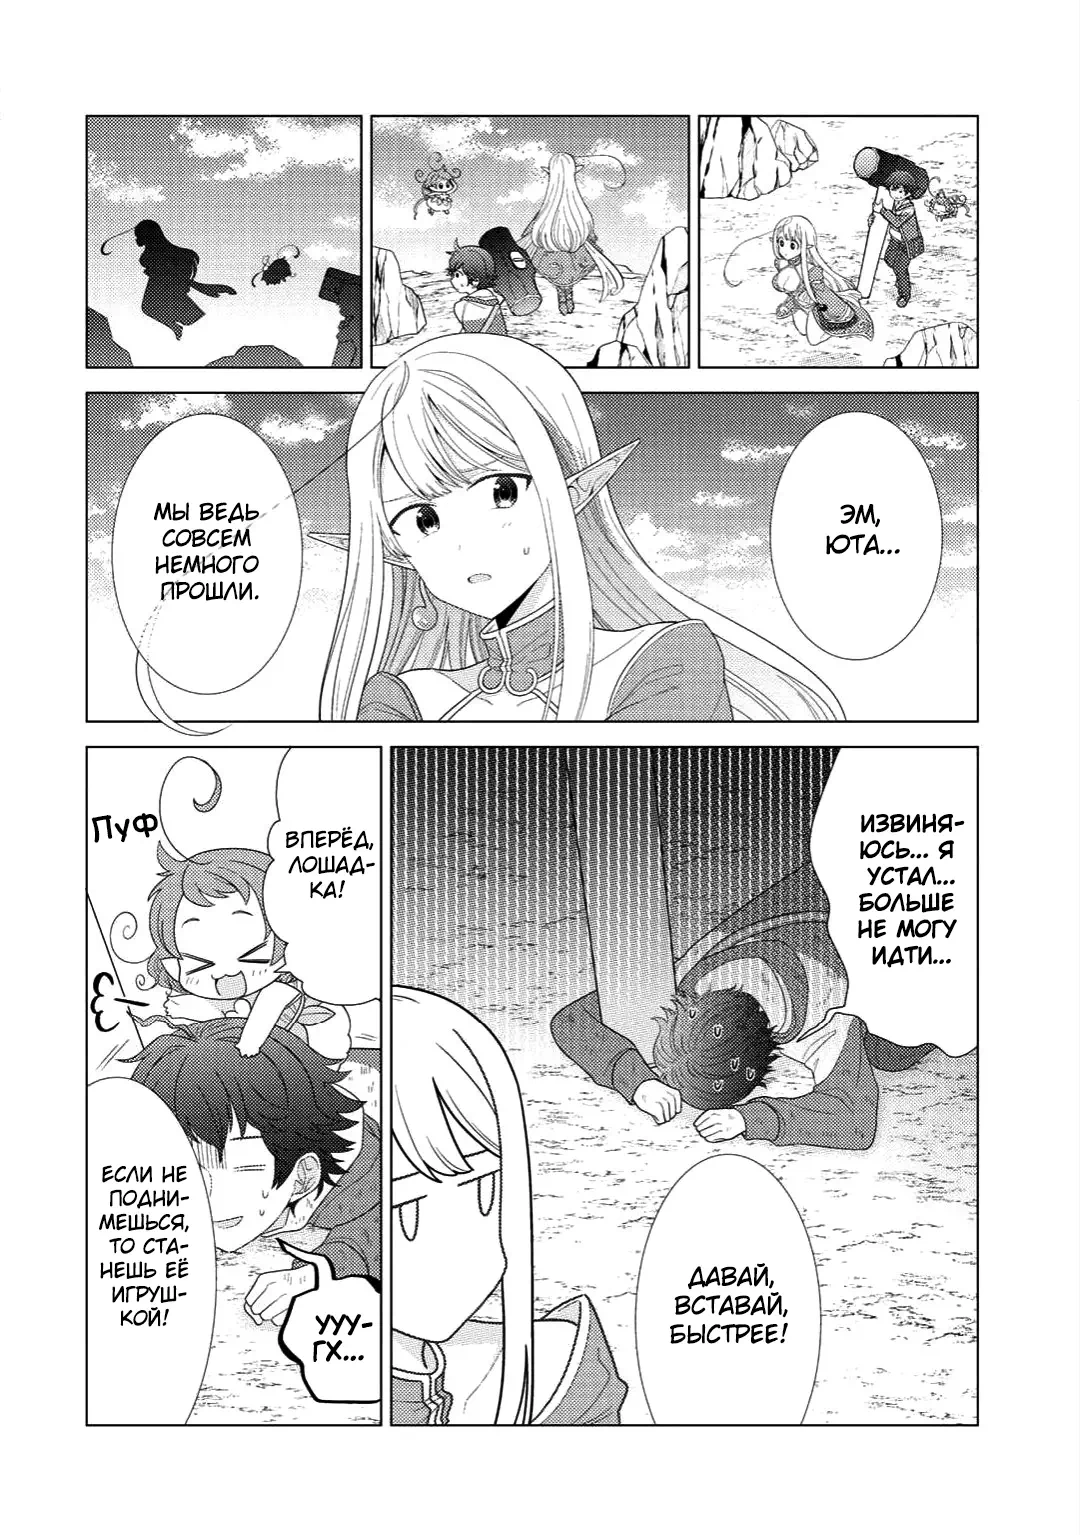 ЭМ,
ЮТА...
МЫ ВЕДЬ
СОВСЕМ
НЕМНОГО
ПРОШЛИ.
ИЗВИНЯ-
ЮСЬ... Я
УСТАЛ...
БОЛЬШЕ
НЕ МОГУ
ИДТИ...
ДАВАЙ,
ВСТАВАЙ,
БЫСТРЕЕ!
ВПЕРЁД,
ЛОШАД-
КА!
ПУФ
ЕСЛИ НЕ
ПОДНИ-
МЕШЬСЯ,
ТО СТА-
НЕШЬ ЕЁ
ИГРУШ-
КОЙ!
УУУ-
ГХ...